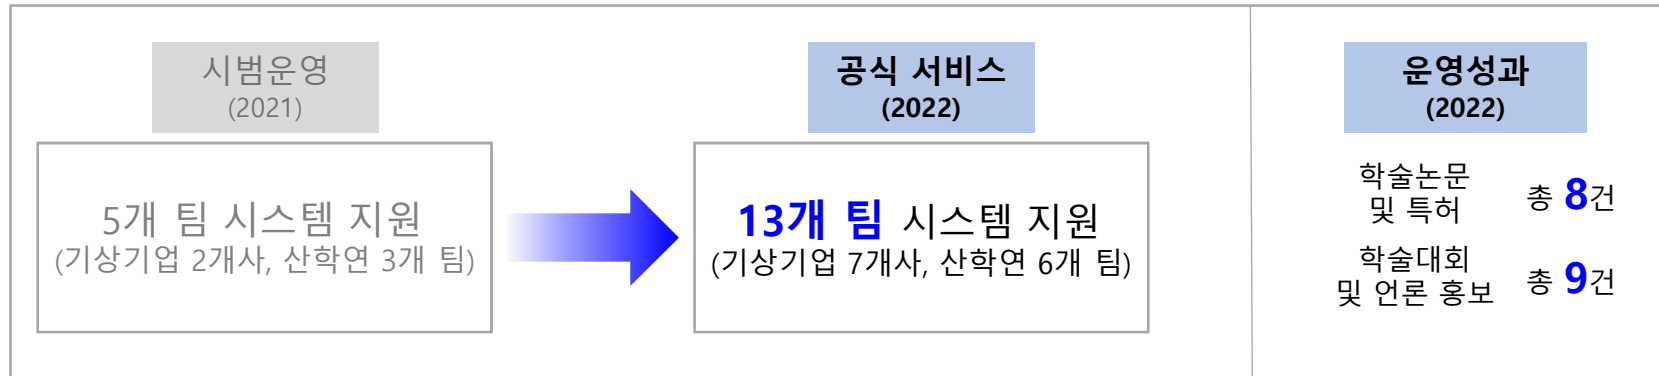 시범운영
(2021)
5개 팀 시스템 지원
(기상기업 2개사, 산학연 3개 팀)
공식 서비스
(2022)
13개 팀 시스템 지원
(기상기업 7개사, 산학연 6개 팀)
운영성과
(2022)
학술논문
및 특허
총 8건
학술대회
및 언론 홍보
총 9건